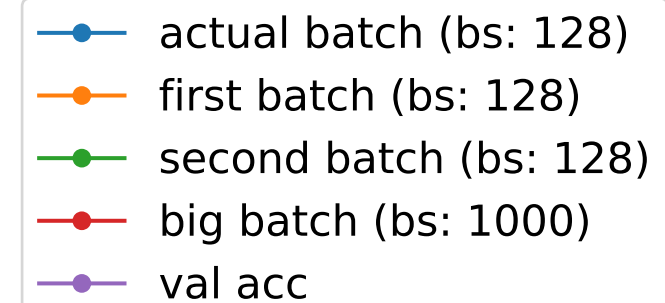 actual batch (bs: 128)
first batch (bs: 128)
second batch (bs: 128)
big batch (bs: 1000)
val acc